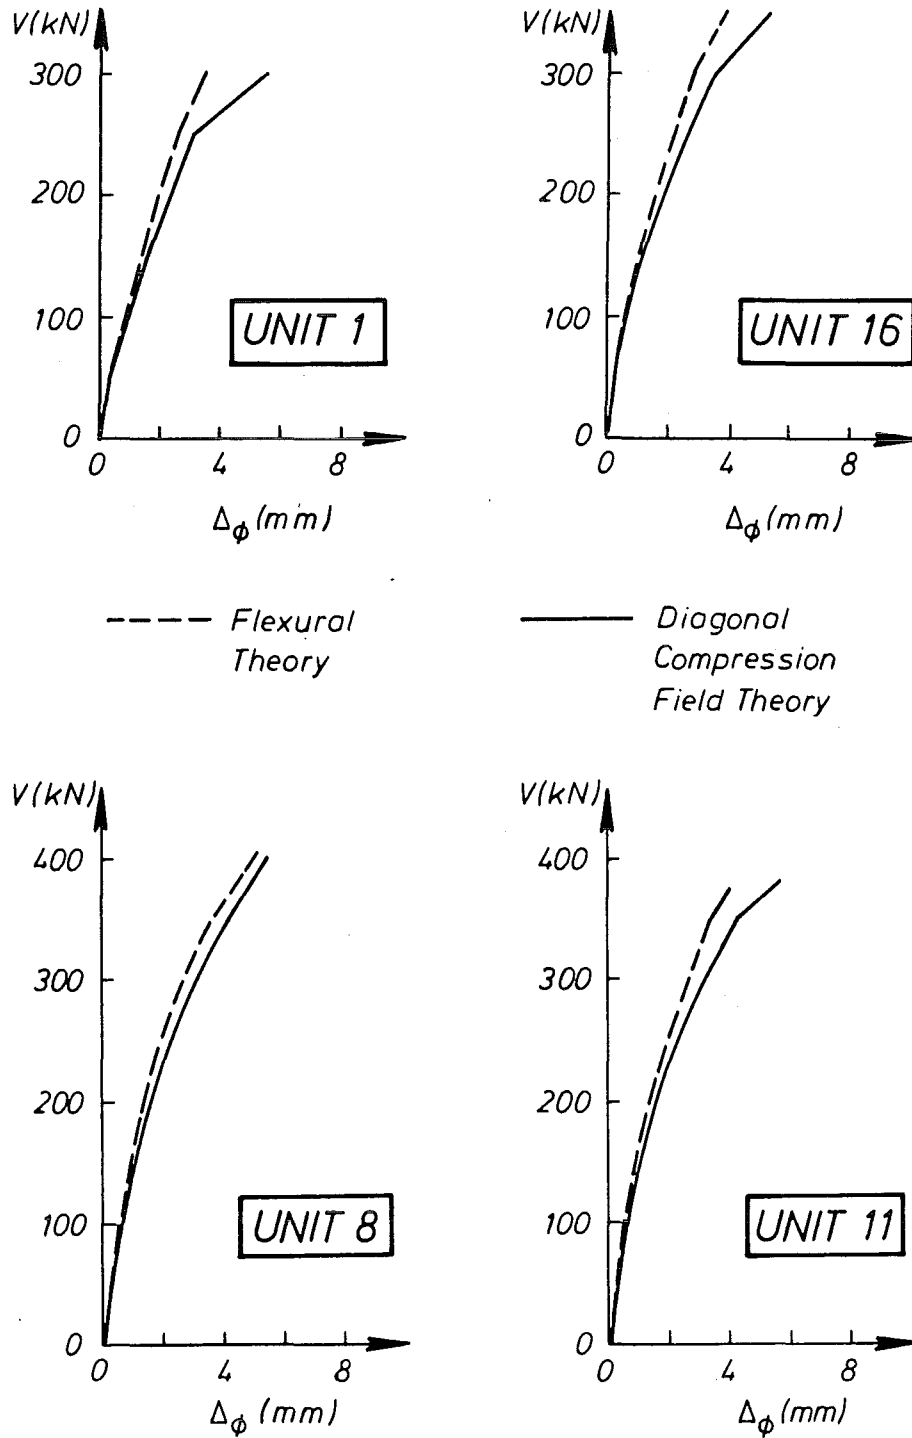 V(kN)
300
200
100
0
0 4 8
Δϕ (mm)
UNIT 1
V(kN)
300
200
100
0
0 4 8
Δϕ (mm)
UNIT 16
Flexural
Theory
Diagonal
Compression
Field Theory
V(kN)
400
300
200
100
0
0 4 8
Δϕ (mm)
UNIT 8
V(kN)
400
300
200
100
0
0 4 8
Δϕ (mm)
UNIT 11